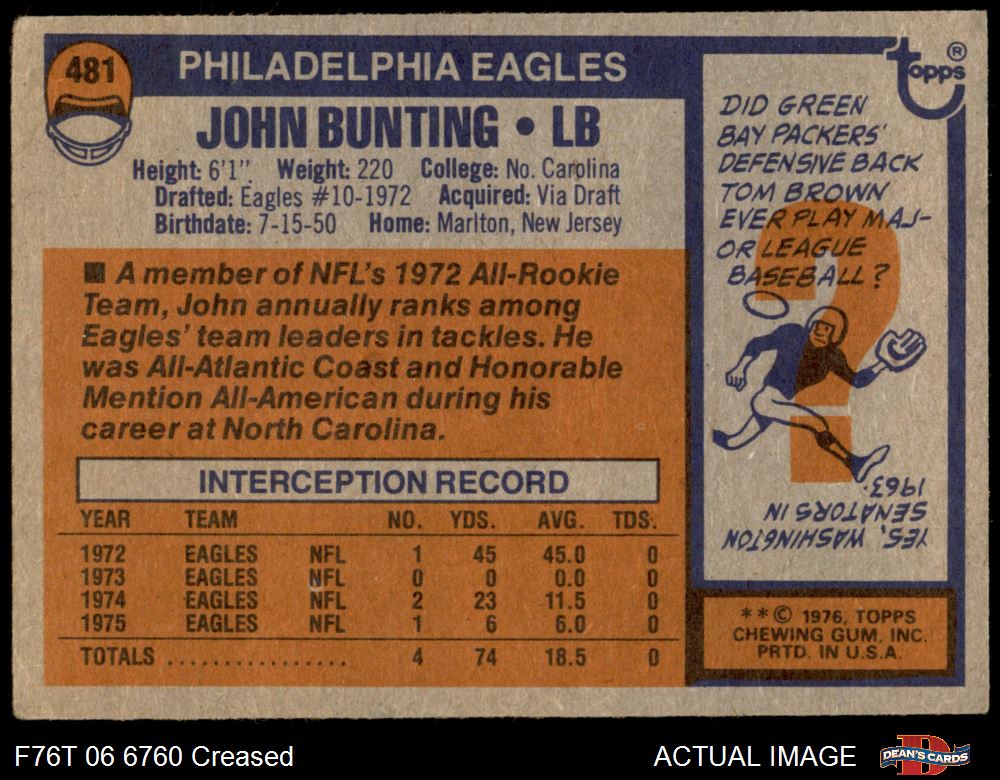 481
PHILADELPHIA EAGLES
JOHN BUNTING • LB
Height: 6'1" Weight: 220 College: No. Carolina
Drafted: Eagles #10-1972 Acquired: Via Draft
Birthdate: 7-15-50 Home: Marlton, New Jersey
■ A member of NFL's 1972 All-Rookie
Team, John annually ranks among
Eagles' team leaders in tackles. He
was All-Atlantic Coast and Honorable
Mention All-American during his
career at North Carolina.
INTERCEPTION RECORD
YEAR TEAM NO. YDS. AVG. TDS.
1972 EAGLES NFL 1 45 45.0 0
1973 EAGLES NFL 0 0 0.0 0
1974 EAGLES NFL 2 23 11.5 0
1975 EAGLES NFL 1 6 6.0 0
TOTALS ................ 4 74 18.5 0
Topps ®
DID GREEN
BAY PACKERS'
DEFENSIVE BACK
TOM BROWN
EVER PLAY MAJ-
OR LEAGUE
BASEBALL?
?
YES, WASHINGTON
SENATORS IN
1963.
**© 1976, TOPPS
CHEWING GUM, INC.
PRTD. IN U.S.A.
F76T 06 6760 Creased
ACTUAL IMAGE
DEAN'S CARDS